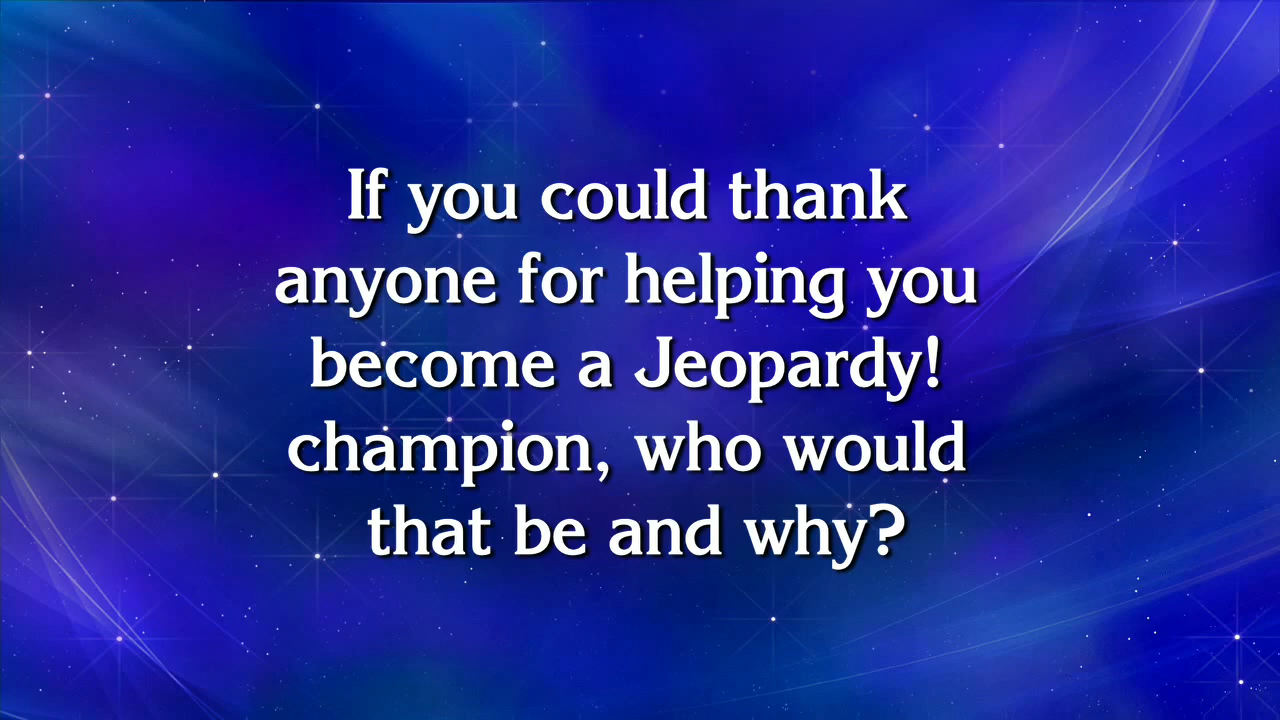 If you could thank
anyone for helping you
become a Jeopardy!
champion, who would
that be and why?